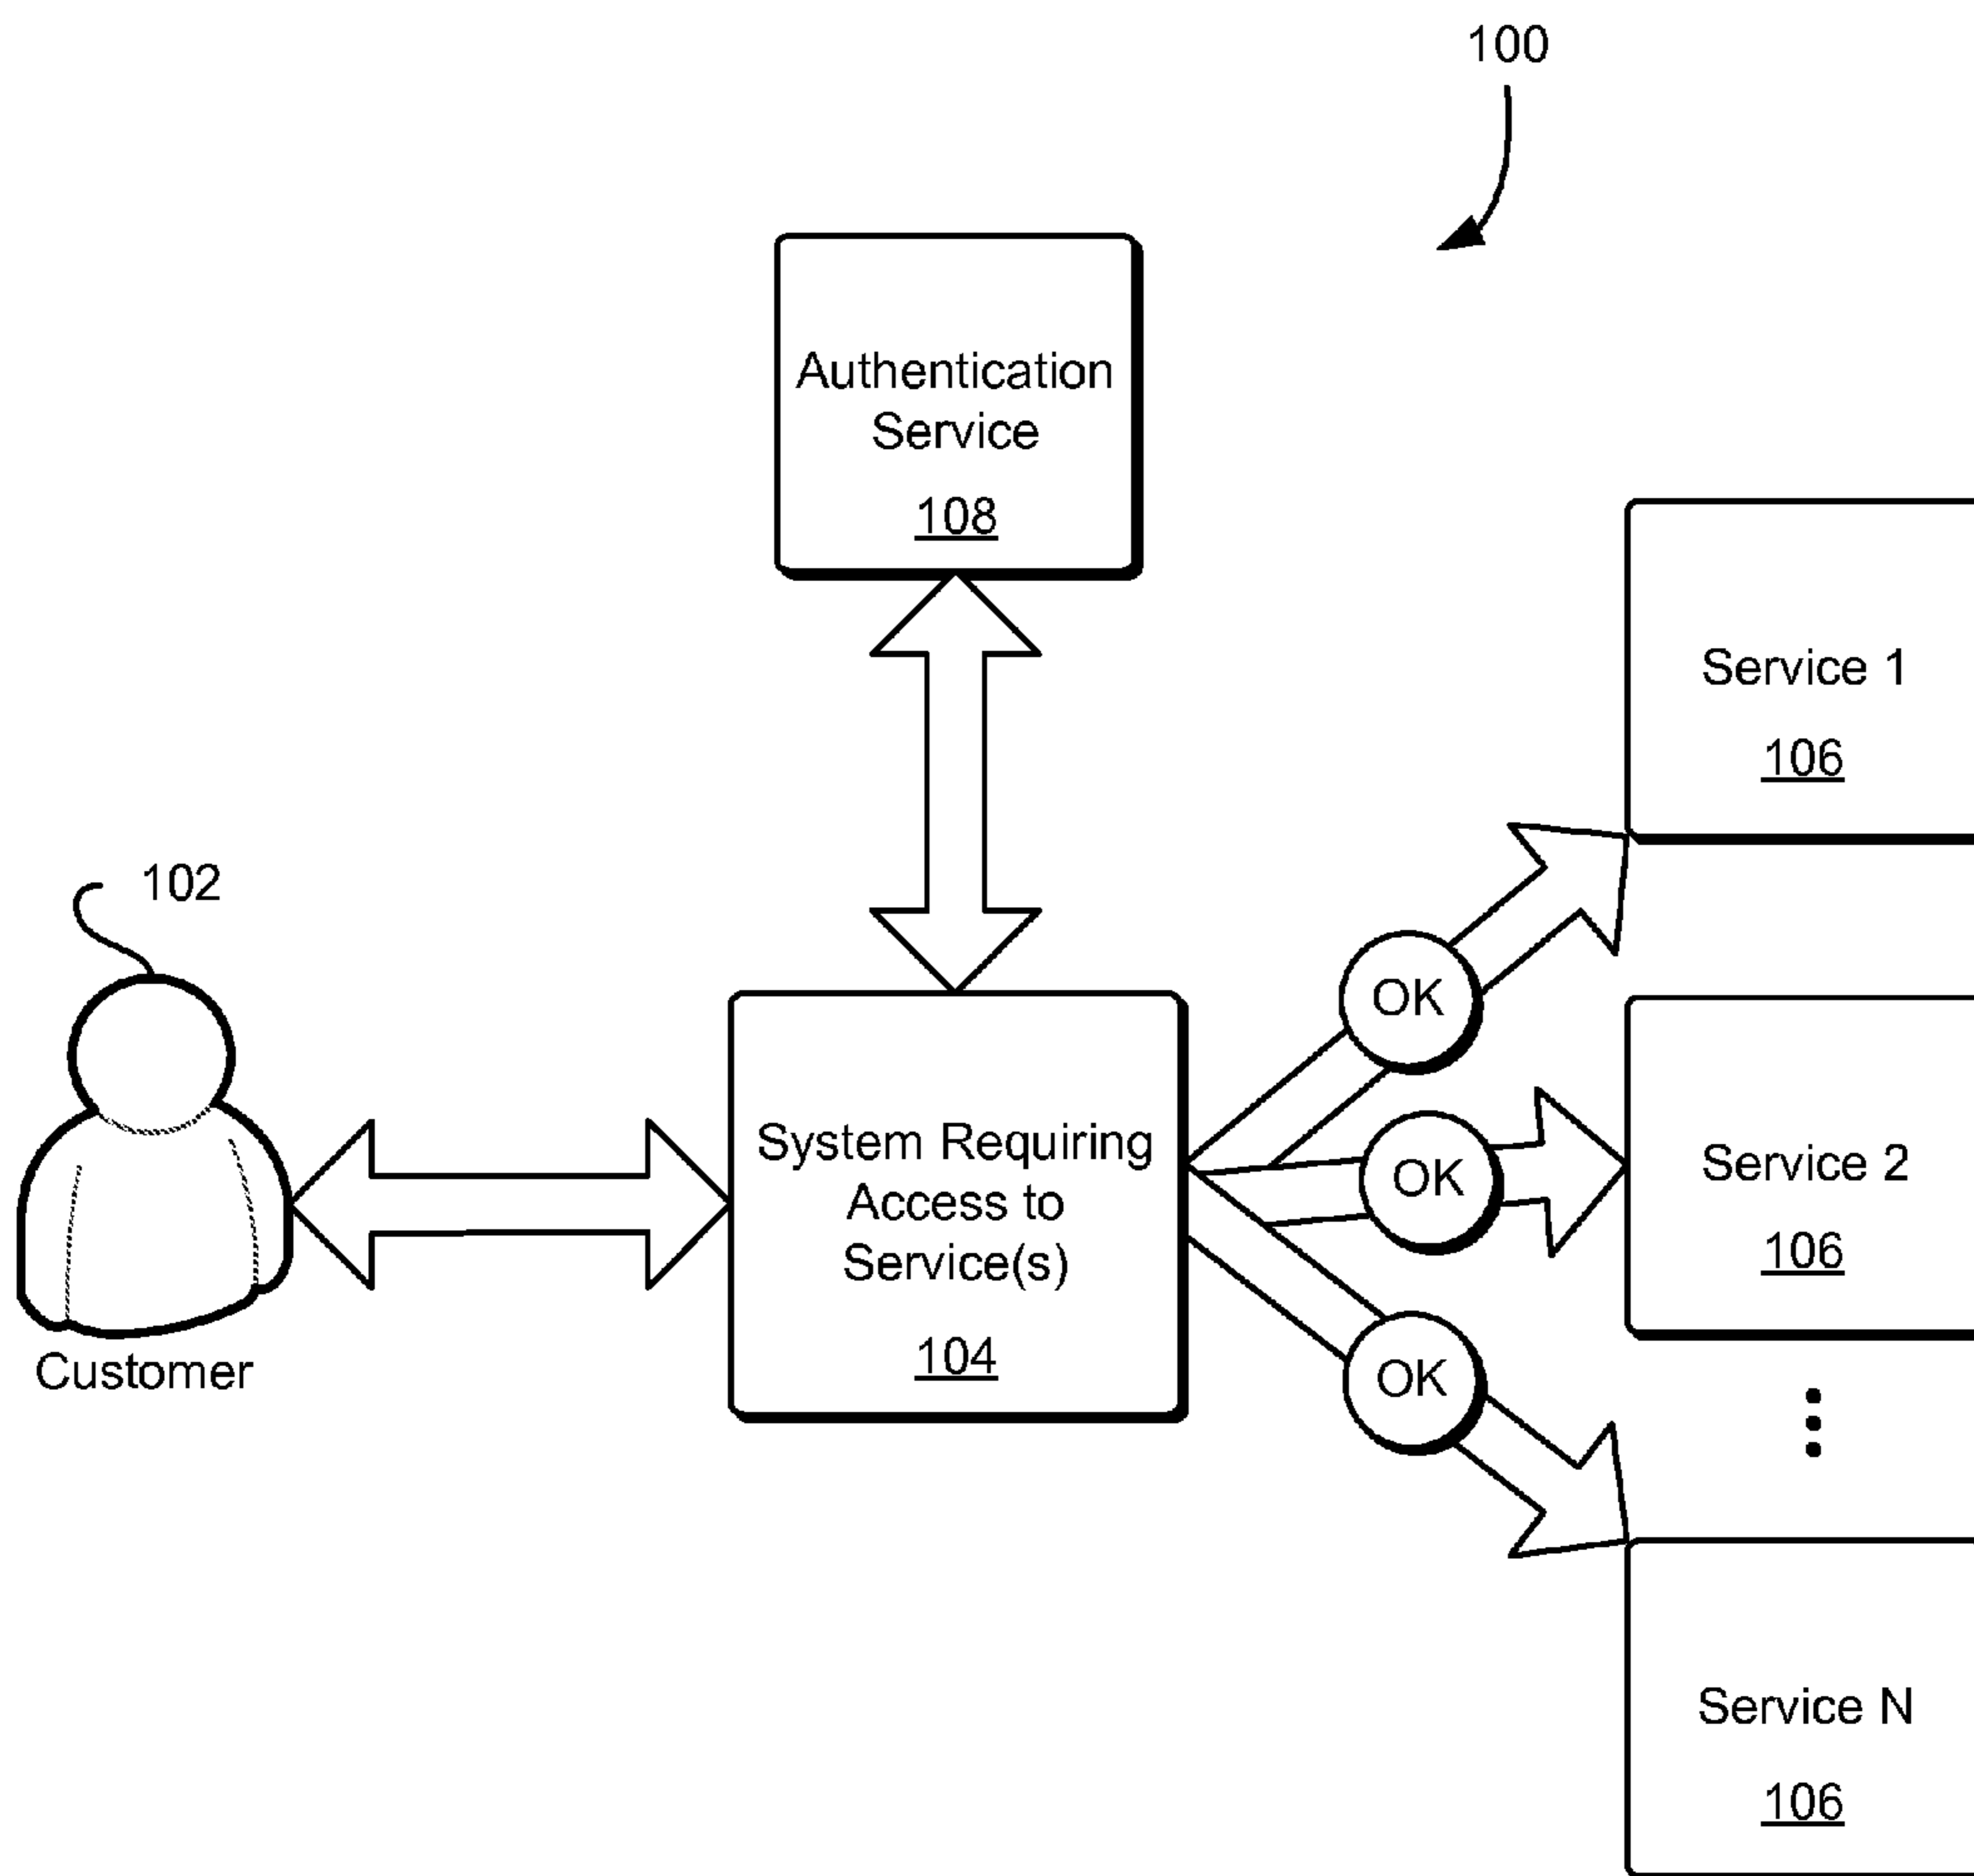 100
Authentication
Service
108
Service 1
106
102
OK
System Requiring
Access to
Service(s)
104
OK
Service 2
106
OK
Customer
Service N
106